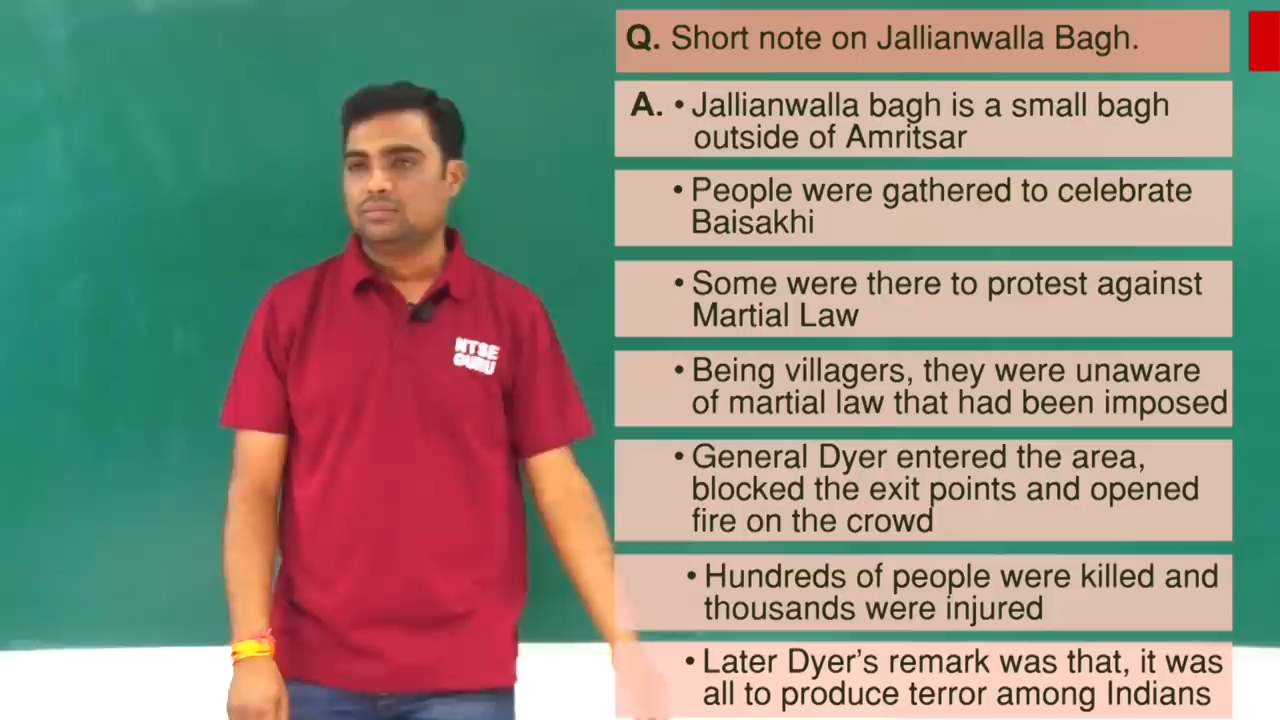 Q. Short note on Jallianwalla Bagh.
A. • Jallianwalla bagh is a small bagh
outside of Amritsar
• People were gathered to celebrate
Baisakhi
• Some were there to protest against
Martial Law
• Being villagers, they were unaware
of martial law that had been imposed
• General Dyer entered the area,
blocked the exit points and opened
fire on the crowd
• Hundreds of people were killed and
thousands were injured
• Later Dyer's remark was that, it was
all to produce terror among Indians
NTSE
GURU